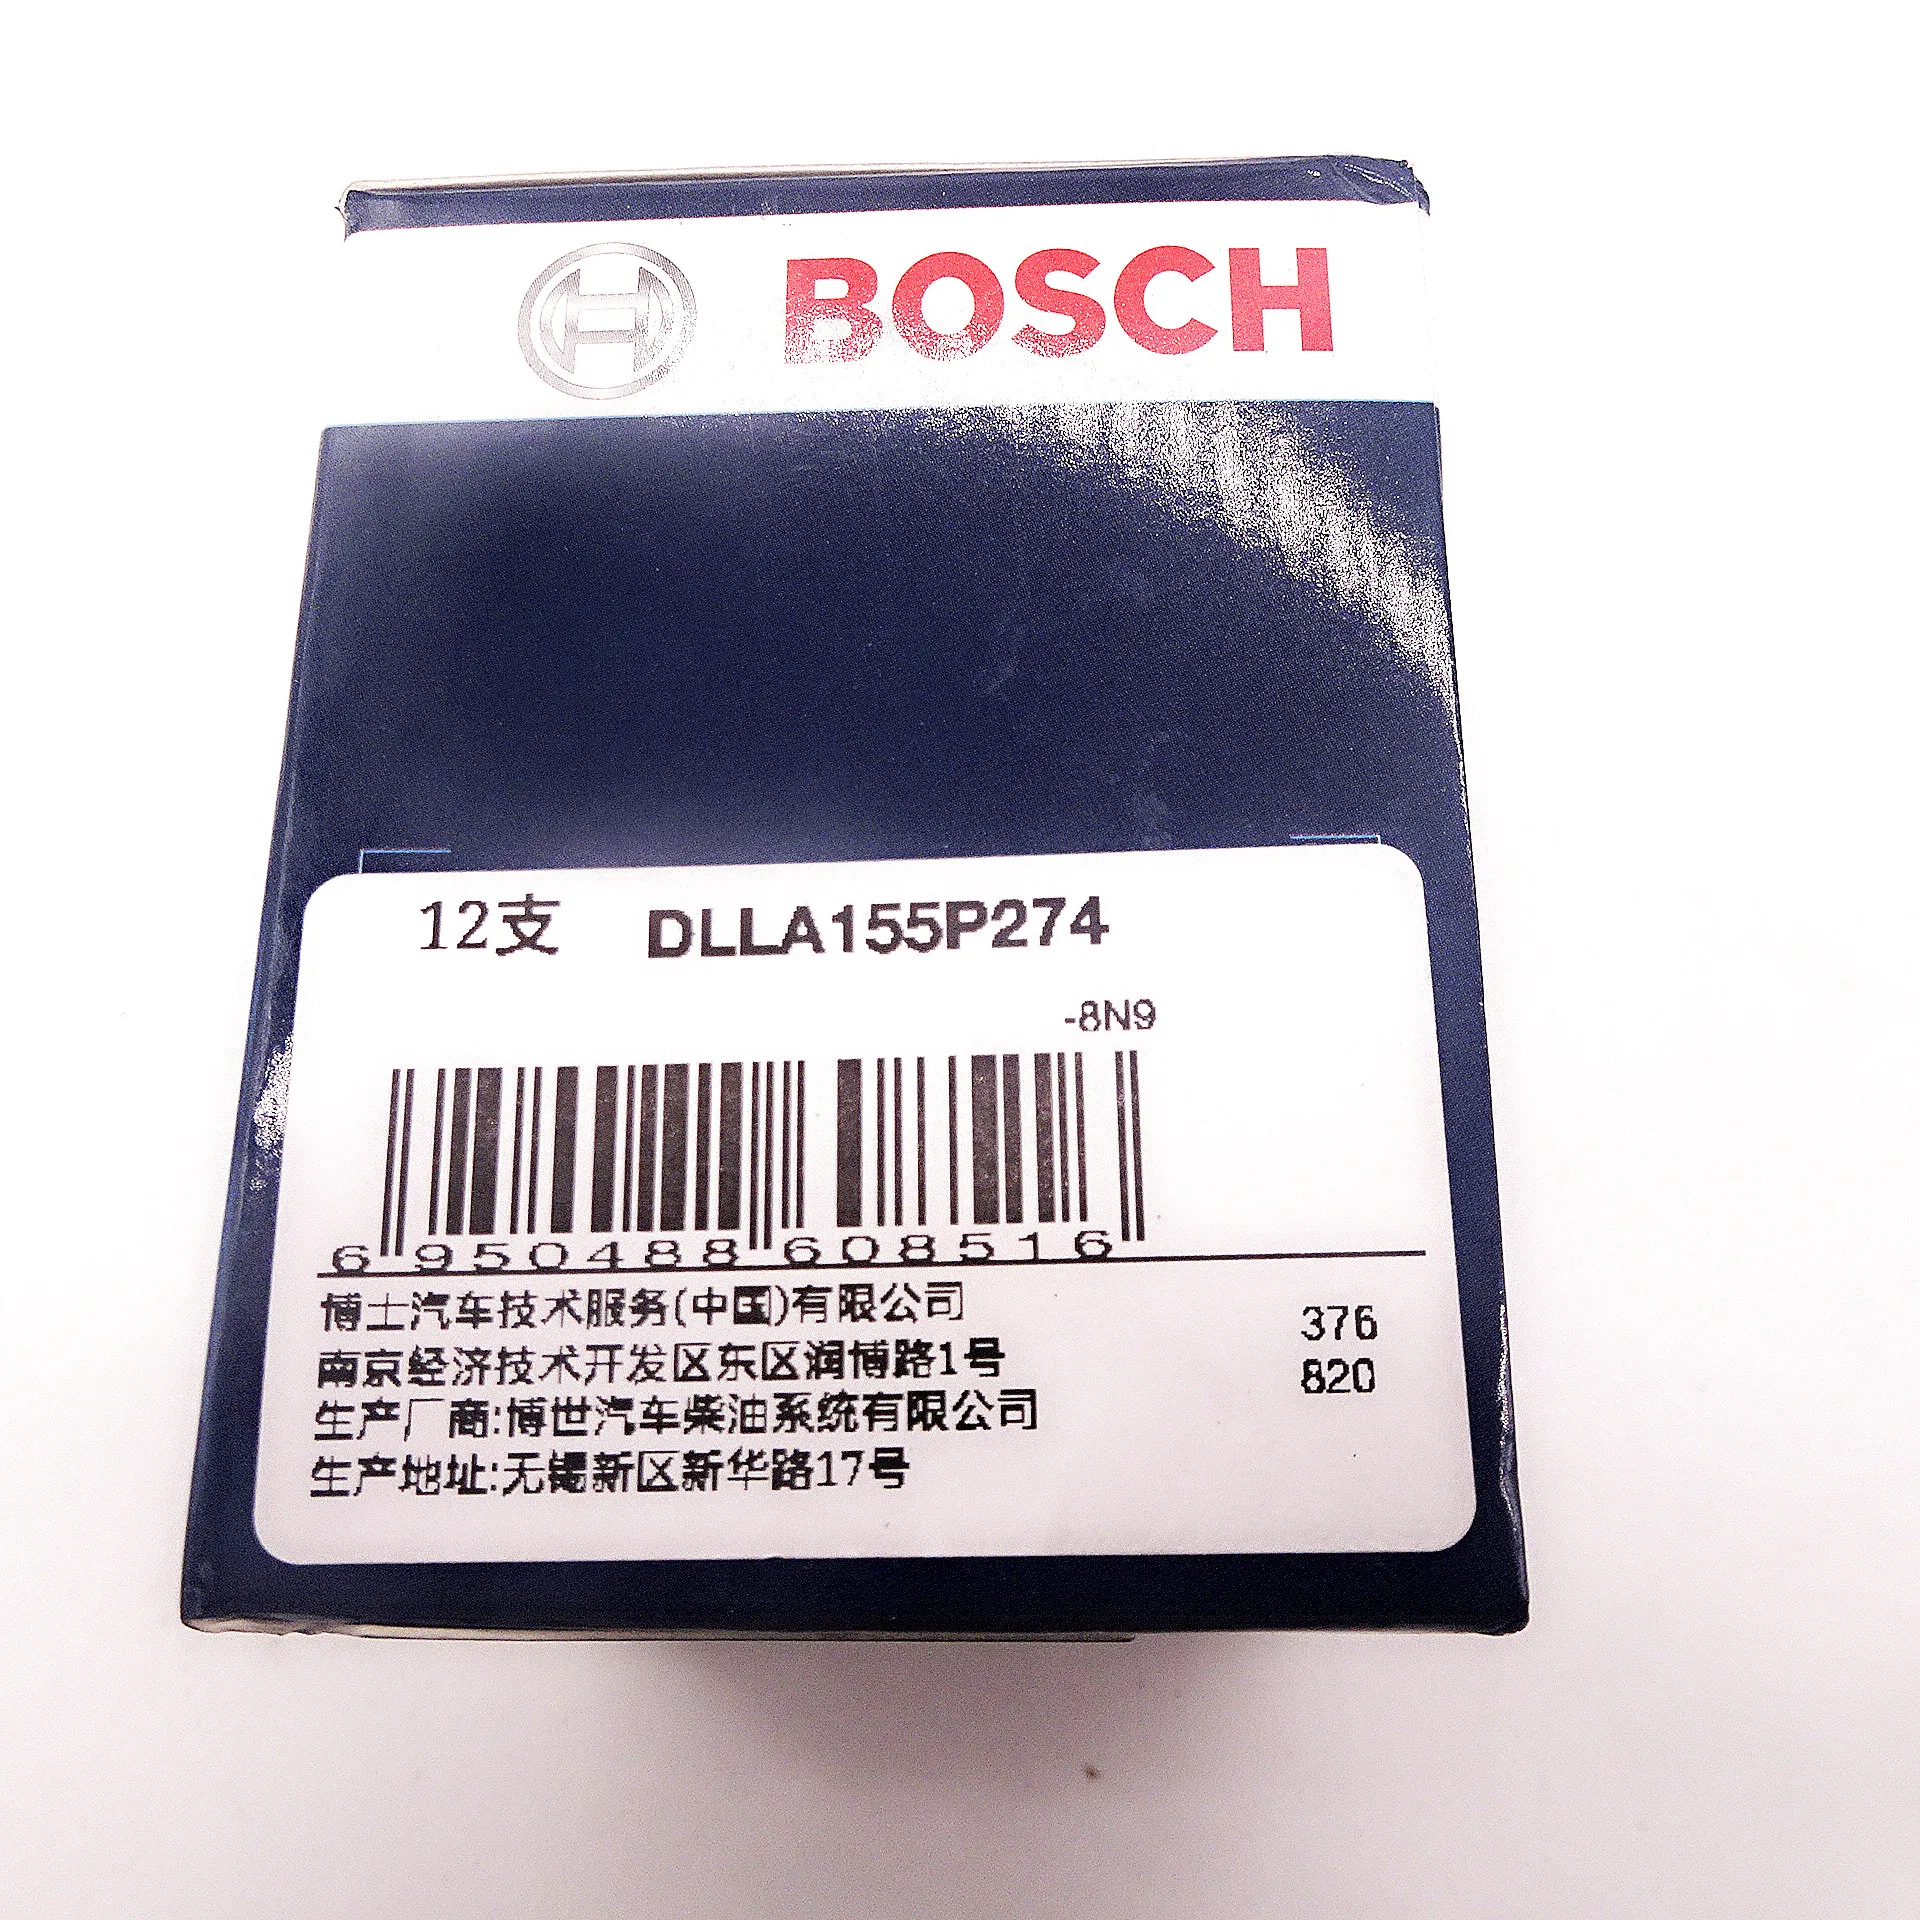 BOSCH
12支 DLLA155P274
-8N9
6 950488 608516
博士汽车技术服务(中国)有限公司
376
南京经济技术开发区东区润博路1号
820
生产厂商:博世汽车柴油系统有限公司
生产地址:无锡新区新华路17号